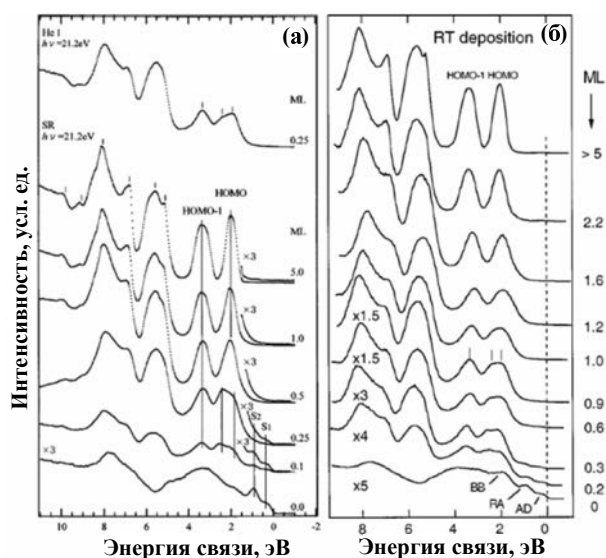 He I
hν=21.2eV
(а)
ML
0.25
SR
hν=21.2eV
HOMO-1
HOMO
ML
×3
5.0
×3
1.0
×3
0.5
×3
0.25
×3
S2
S1
0.1
×3
0.0
10
8
6
4
2
0
-2
Энергия связи, эВ
Интенсивность, усл. ед.
(б)
RT deposition
HOMO-1 HOMO
ML
> 5
2.2
1.6
1.2
x1.5
1.0
x1.5
0.9
x3
0.6
x4
0.3
BB
0.2
x5
RA
AD
0
8
6
4
2
0
Энергия связи, эВ